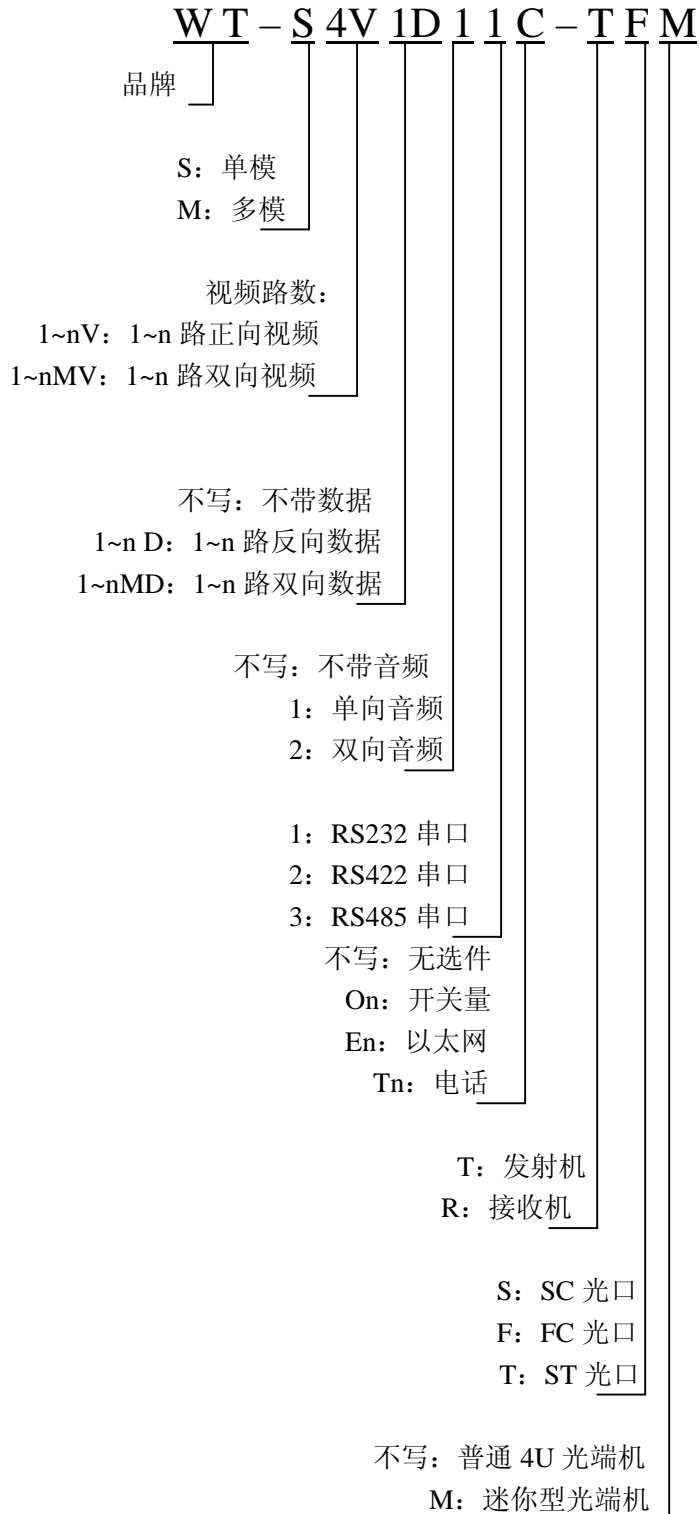 W T – S 4V 1D 1 1 C – T F M
品牌
S：单模
M：多模
视频路数：
1~nV：1~n 路正向视频
1~nMV：1~n 路双向视频
不写：不带数据
1~n D：1~n 路反向数据
1~nMD：1~n 路双向数据
不写：不带音频
1：单向音频
2：双向音频
1：RS232 串口
2：RS422 串口
3：RS485 串口
不写：无选件
On：开关量
En：以太网
Tn：电话
T：发射机
R：接收机
S：SC 光口
F：FC 光口
T：ST 光口
不写：普通 4U 光端机
M：迷你型光端机